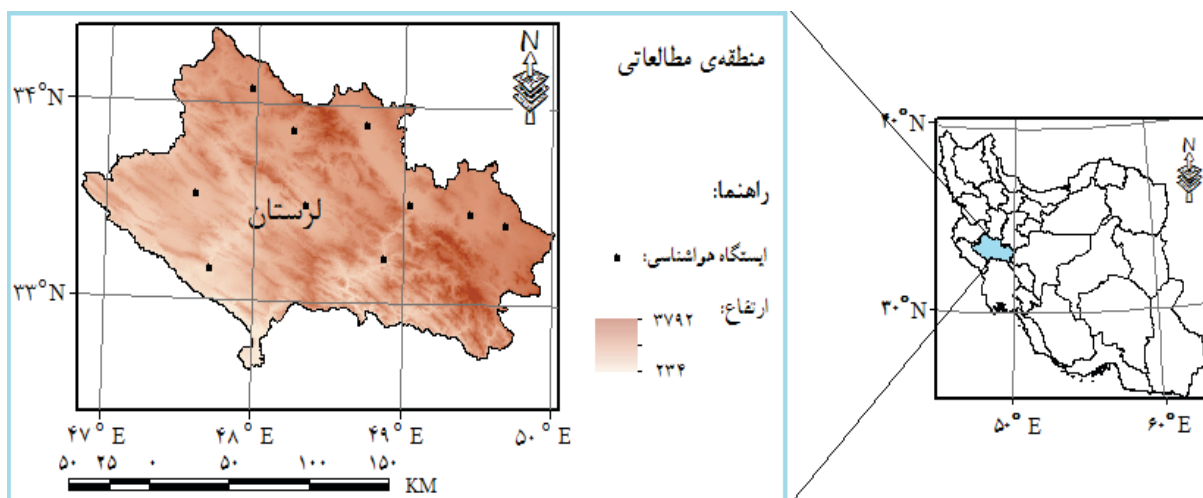 منطقه‌ی مطالعاتی
راهنما:
ایستگاه هواشناسی:
ارتفاع:
۳۷۹۲
۲۳۴
N
۳۴°N
۳۳°N
لرستان
۴۷° E
۴۸° E
۴۹° E
۵۰° E
۵۰ ۲۵ ۰ ۵۰ ۱۰۰ ۱۵۰
KM
N
۴۰°N
۳۰°N
۵۰°E
۶۰°E